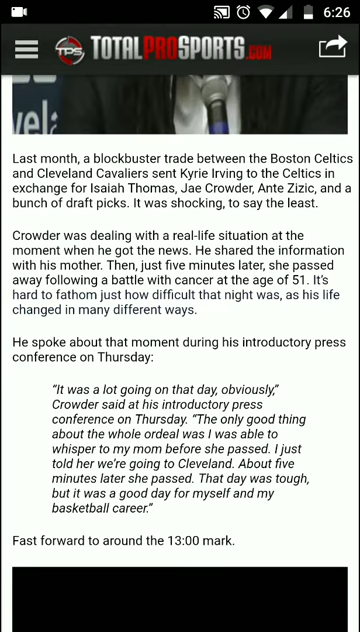 6:26
TPS TOTALPROSPORTS.COM
vela
Last month, a blockbuster trade between the Boston Celtics
and Cleveland Cavaliers sent Kyrie Irving to the Celtics in
exchange for Isaiah Thomas, Jae Crowder, Ante Zizic, and a
bunch of draft picks. It was shocking, to say the least.
Crowder was dealing with a real-life situation at the
moment when he got the news. He shared the information
with his mother. Then, just five minutes later, she passed
away following a battle with cancer at the age of 51. It's
hard to fathom just how difficult that night was, as his life
changed in many different ways.
He spoke about that moment during his introductory press
conference on Thursday:
“It was a lot going on that day, obviously,”
Crowder said at his introductory press
conference on Thursday. “The only good thing
about the whole ordeal was I was able to
whisper to my mom before she passed. I just
told her we're going to Cleveland. About five
minutes later she passed. That day was tough,
but it was a good day for myself and my
basketball career.”
Fast forward to around the 13:00 mark.